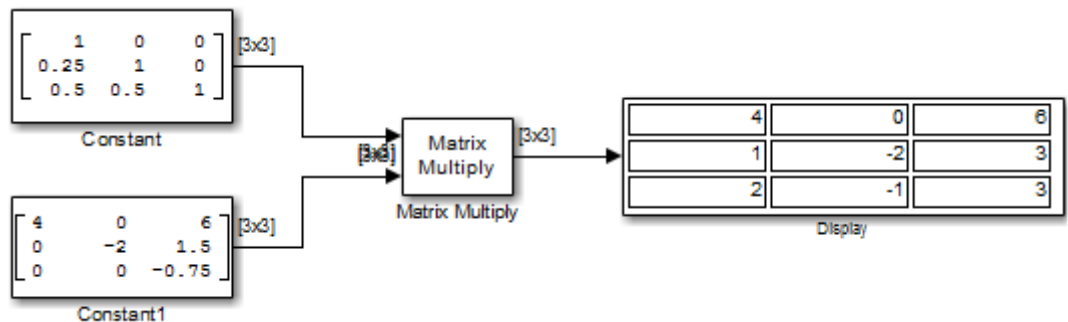 1 0 0
0.25 1 0
0.5 0.5 1
[3x3]
Constant
4 0 6
0 -2 1.5
0 0 -0.75
[3x3]
Constant1
[3x3]
Matrix
Multiply
Matrix Multiply
[3x3]
4 0 6
1 -2 3
2 -1 3
Display